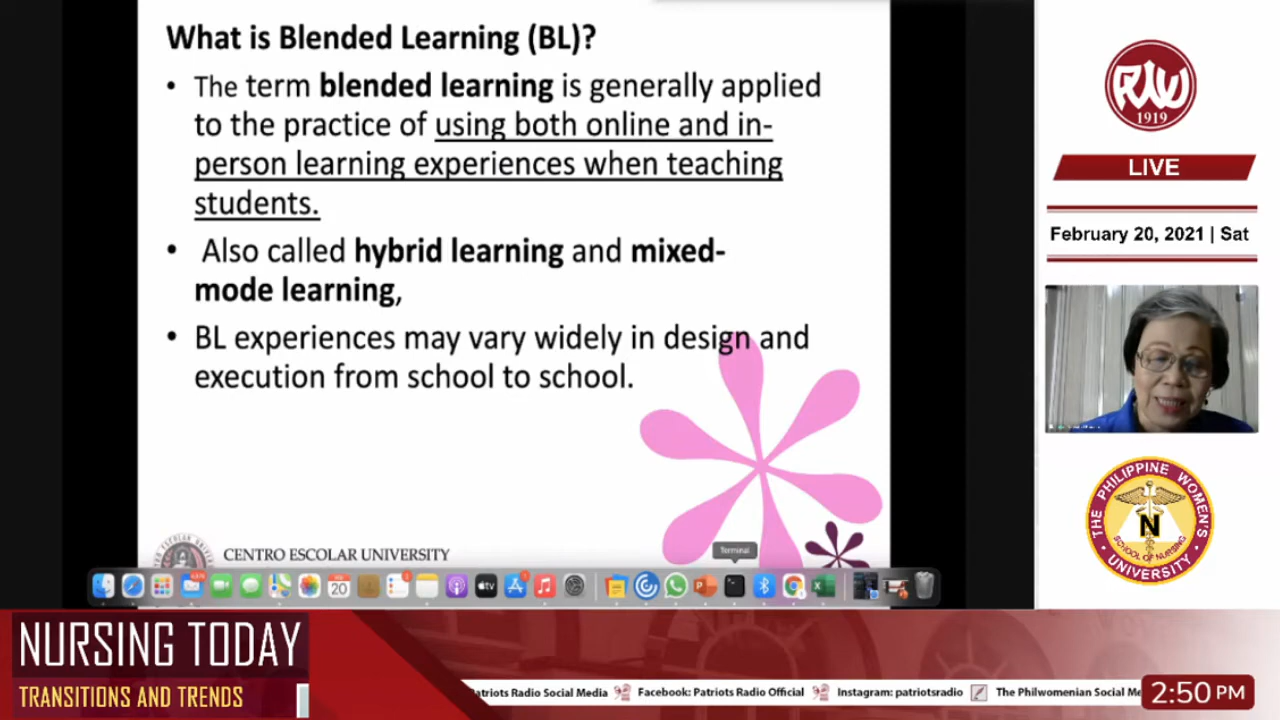 What is Blended Learning (BL)?
• The term blended learning is generally applied
to the practice of using both online and in-
person learning experiences when teaching
students.
• Also called hybrid learning and mixed-
mode learning,
• BL experiences may vary widely in design and
execution from school to school.
CENTRO ESCOLAR UNIVERSITY
Terminal
20
PWU
1919
LIVE
February 20, 2021 | Sat
THE PHILIPPINE WOMEN'S
UNIVERSITY
N
SCHOOL OF NURSING
NURSING TODAY
TRANSITIONS AND TRENDS
atriots Radio Social Media Facebook: Patriots Radio Official Instagram: patriotsradio The Philwomenian Social Me
2:50 PM